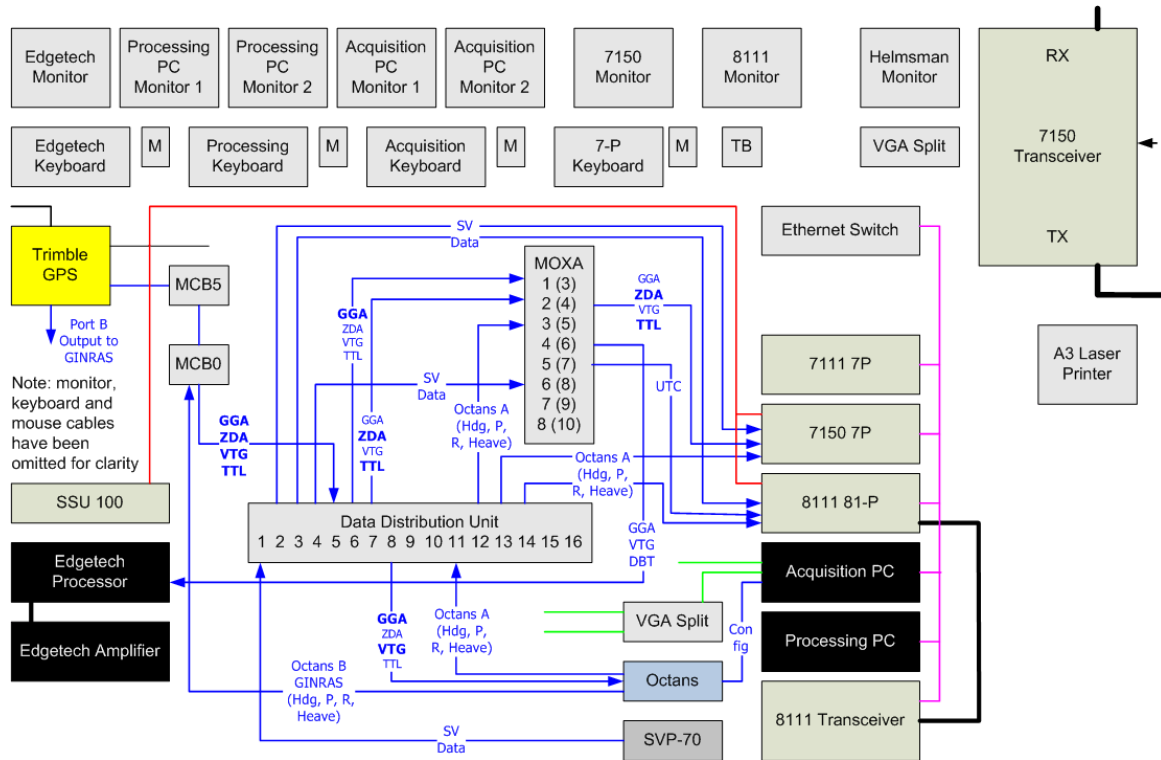 Edgetech
Monitor
Processing
PC
Monitor 1
Processing
PC
Monitor 2
Acquisition
PC
Monitor 1
Acquisition
PC
Monitor 2
7150
Monitor
8111
Monitor
Helmsman
Monitor
RX
7150
Transceiver
TX
Edgetech
Keyboard
M
Processing
Keyboard
M
Acquisition
Keyboard
M
7-P
Keyboard
M
TB
VGA Split
Trimble
GPS
MCB5
MCB0
Port B
Output to
GINRAS
Note: monitor,
keyboard and
mouse cables
have been
omitted for clarity
GGA
ZDA
VTG
TTL
SV
Data
GGA
ZDA
VTG
TTL
SV
Data
GGA
ZDA
VTG
TTL
Octans A
(Hdg, P,
R, Heave)
MOXA
1 (3)
2 (4)
3 (5)
4 (6)
5 (7)
6 (8)
7 (9)
8 (10)
GGA
ZDA
VTG
TTL
UTC
Octans A
(Hdg, P,
R, Heave)
GGA
VTG
DBT
Ethernet Switch
7111 7P
7150 7P
8111 81-P
A3 Laser
Printer
SSU 100
Data Distribution Unit
1 2 3 4 5 6 7 8 9 10 11 12 13 14 15 16
Edgetech
Processor
Edgetech Amplifier
GGA
ZDA
VTG
TTL
Octans A
(Hdg, P,
R, Heave)
Octans B
GINRAS
(Hdg, P, R,
Heave)
SV
Data
VGA Split
Octans
SVP-70
Con
fig
Acquisition PC
Processing PC
8111 Transceiver